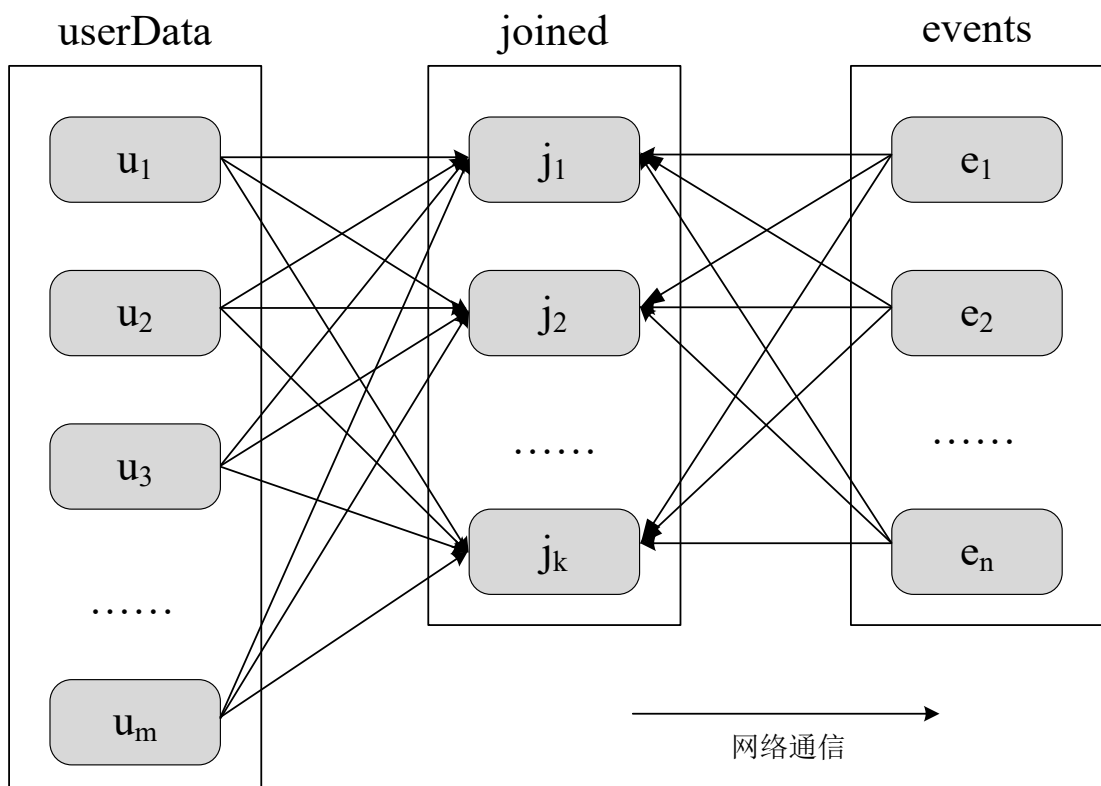 userData
joined
events
u1
j1
e1
u2
j2
e2
u3
……
……
jk
en
……
um
网络通信